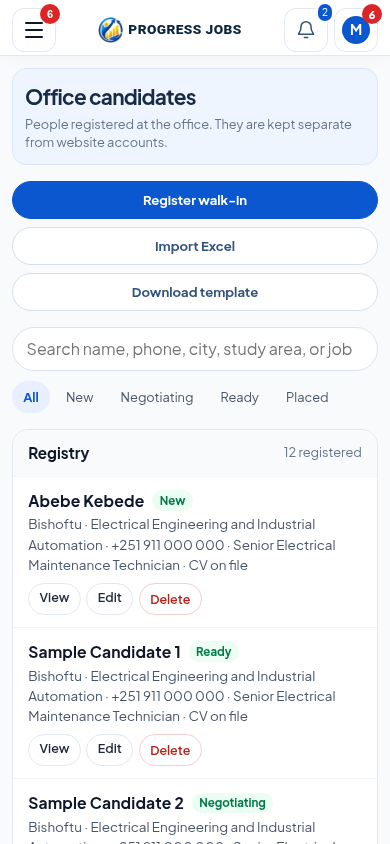 6
PROGRESS JOBS
2
M
6
Office candidates
People registered at the office. They are kept separate
from website accounts.
Register walk-in
Import Excel
Download template
Search name, phone, city, study area, or job
All New Negotiating Ready Placed
Registry 12 registered
Abebe Kebede New
Bishoftu · Electrical Engineering and Industrial
Automation · +251 911 000 000 · Senior Electrical
Maintenance Technician · CV on file
View Edit Delete
Sample Candidate 1 Ready
Bishoftu · Electrical Engineering and Industrial
Automation · +251 911 000 000 · Senior Electrical
Maintenance Technician · CV on file
View Edit Delete
Sample Candidate 2 Negotiating
Bishoftu · Electrical Engineering and Industrial